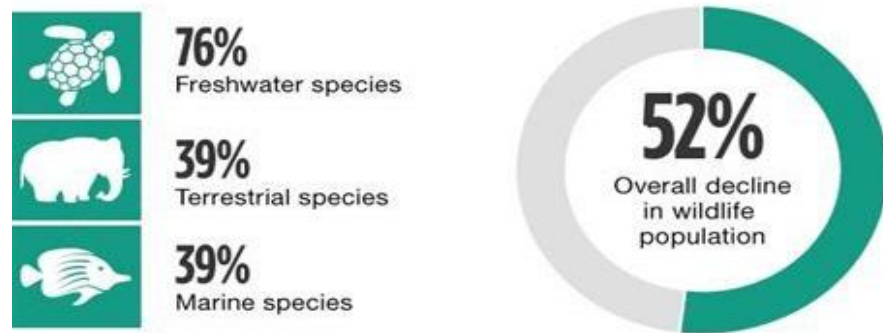 76%
Freshwater species
39%
Terrestrial species
39%
Marine species
52%
Overall decline
in wildlife
population